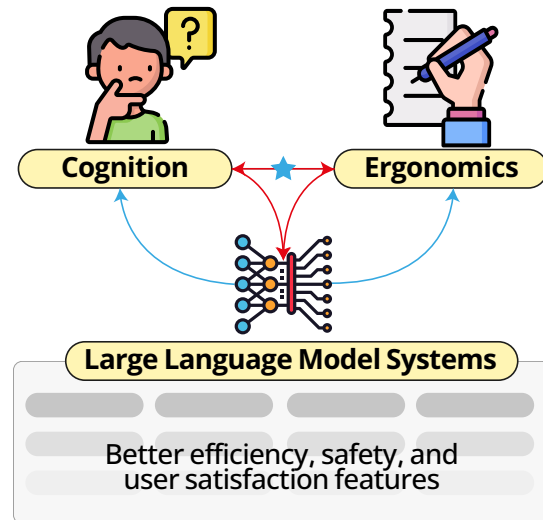 ?
Cognition
Ergonomics
Large Language Model Systems
Better efficiency, safety, and
user satisfaction features